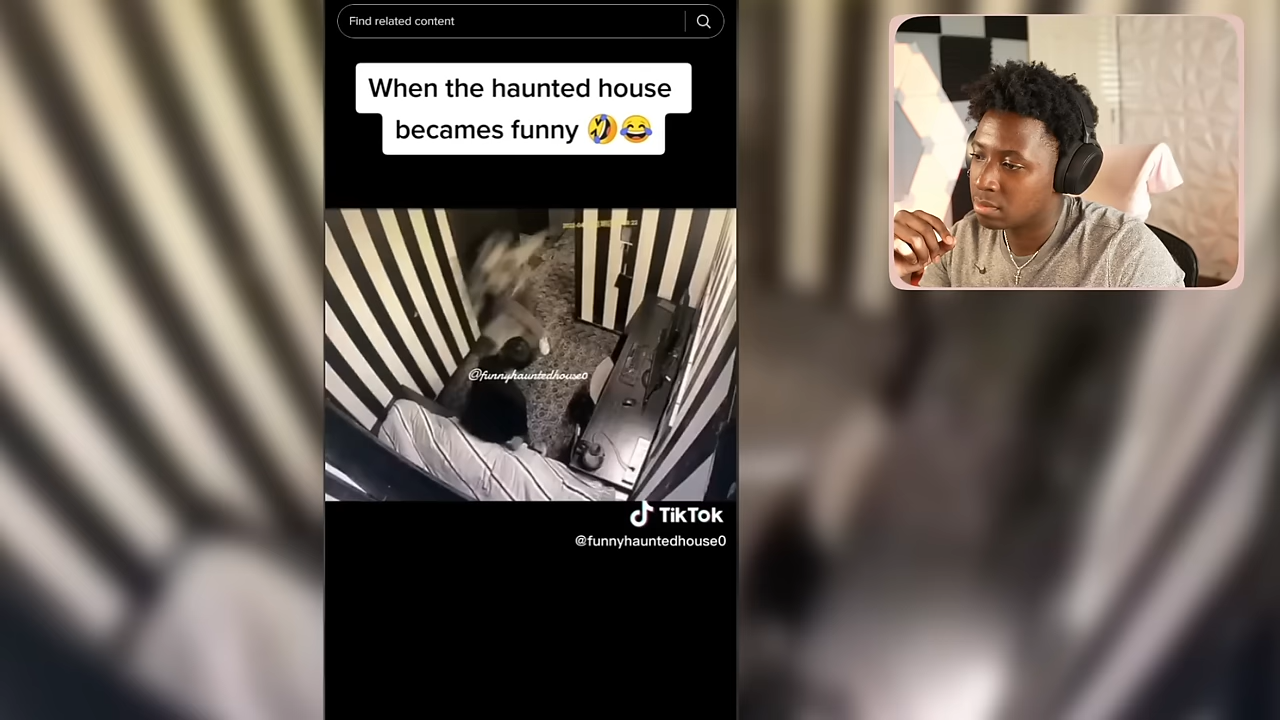 Find related content
When the haunted house
becames funny 🤣😂
@funnyhauntedhouse0
TikTok
@funnyhauntedhouse0